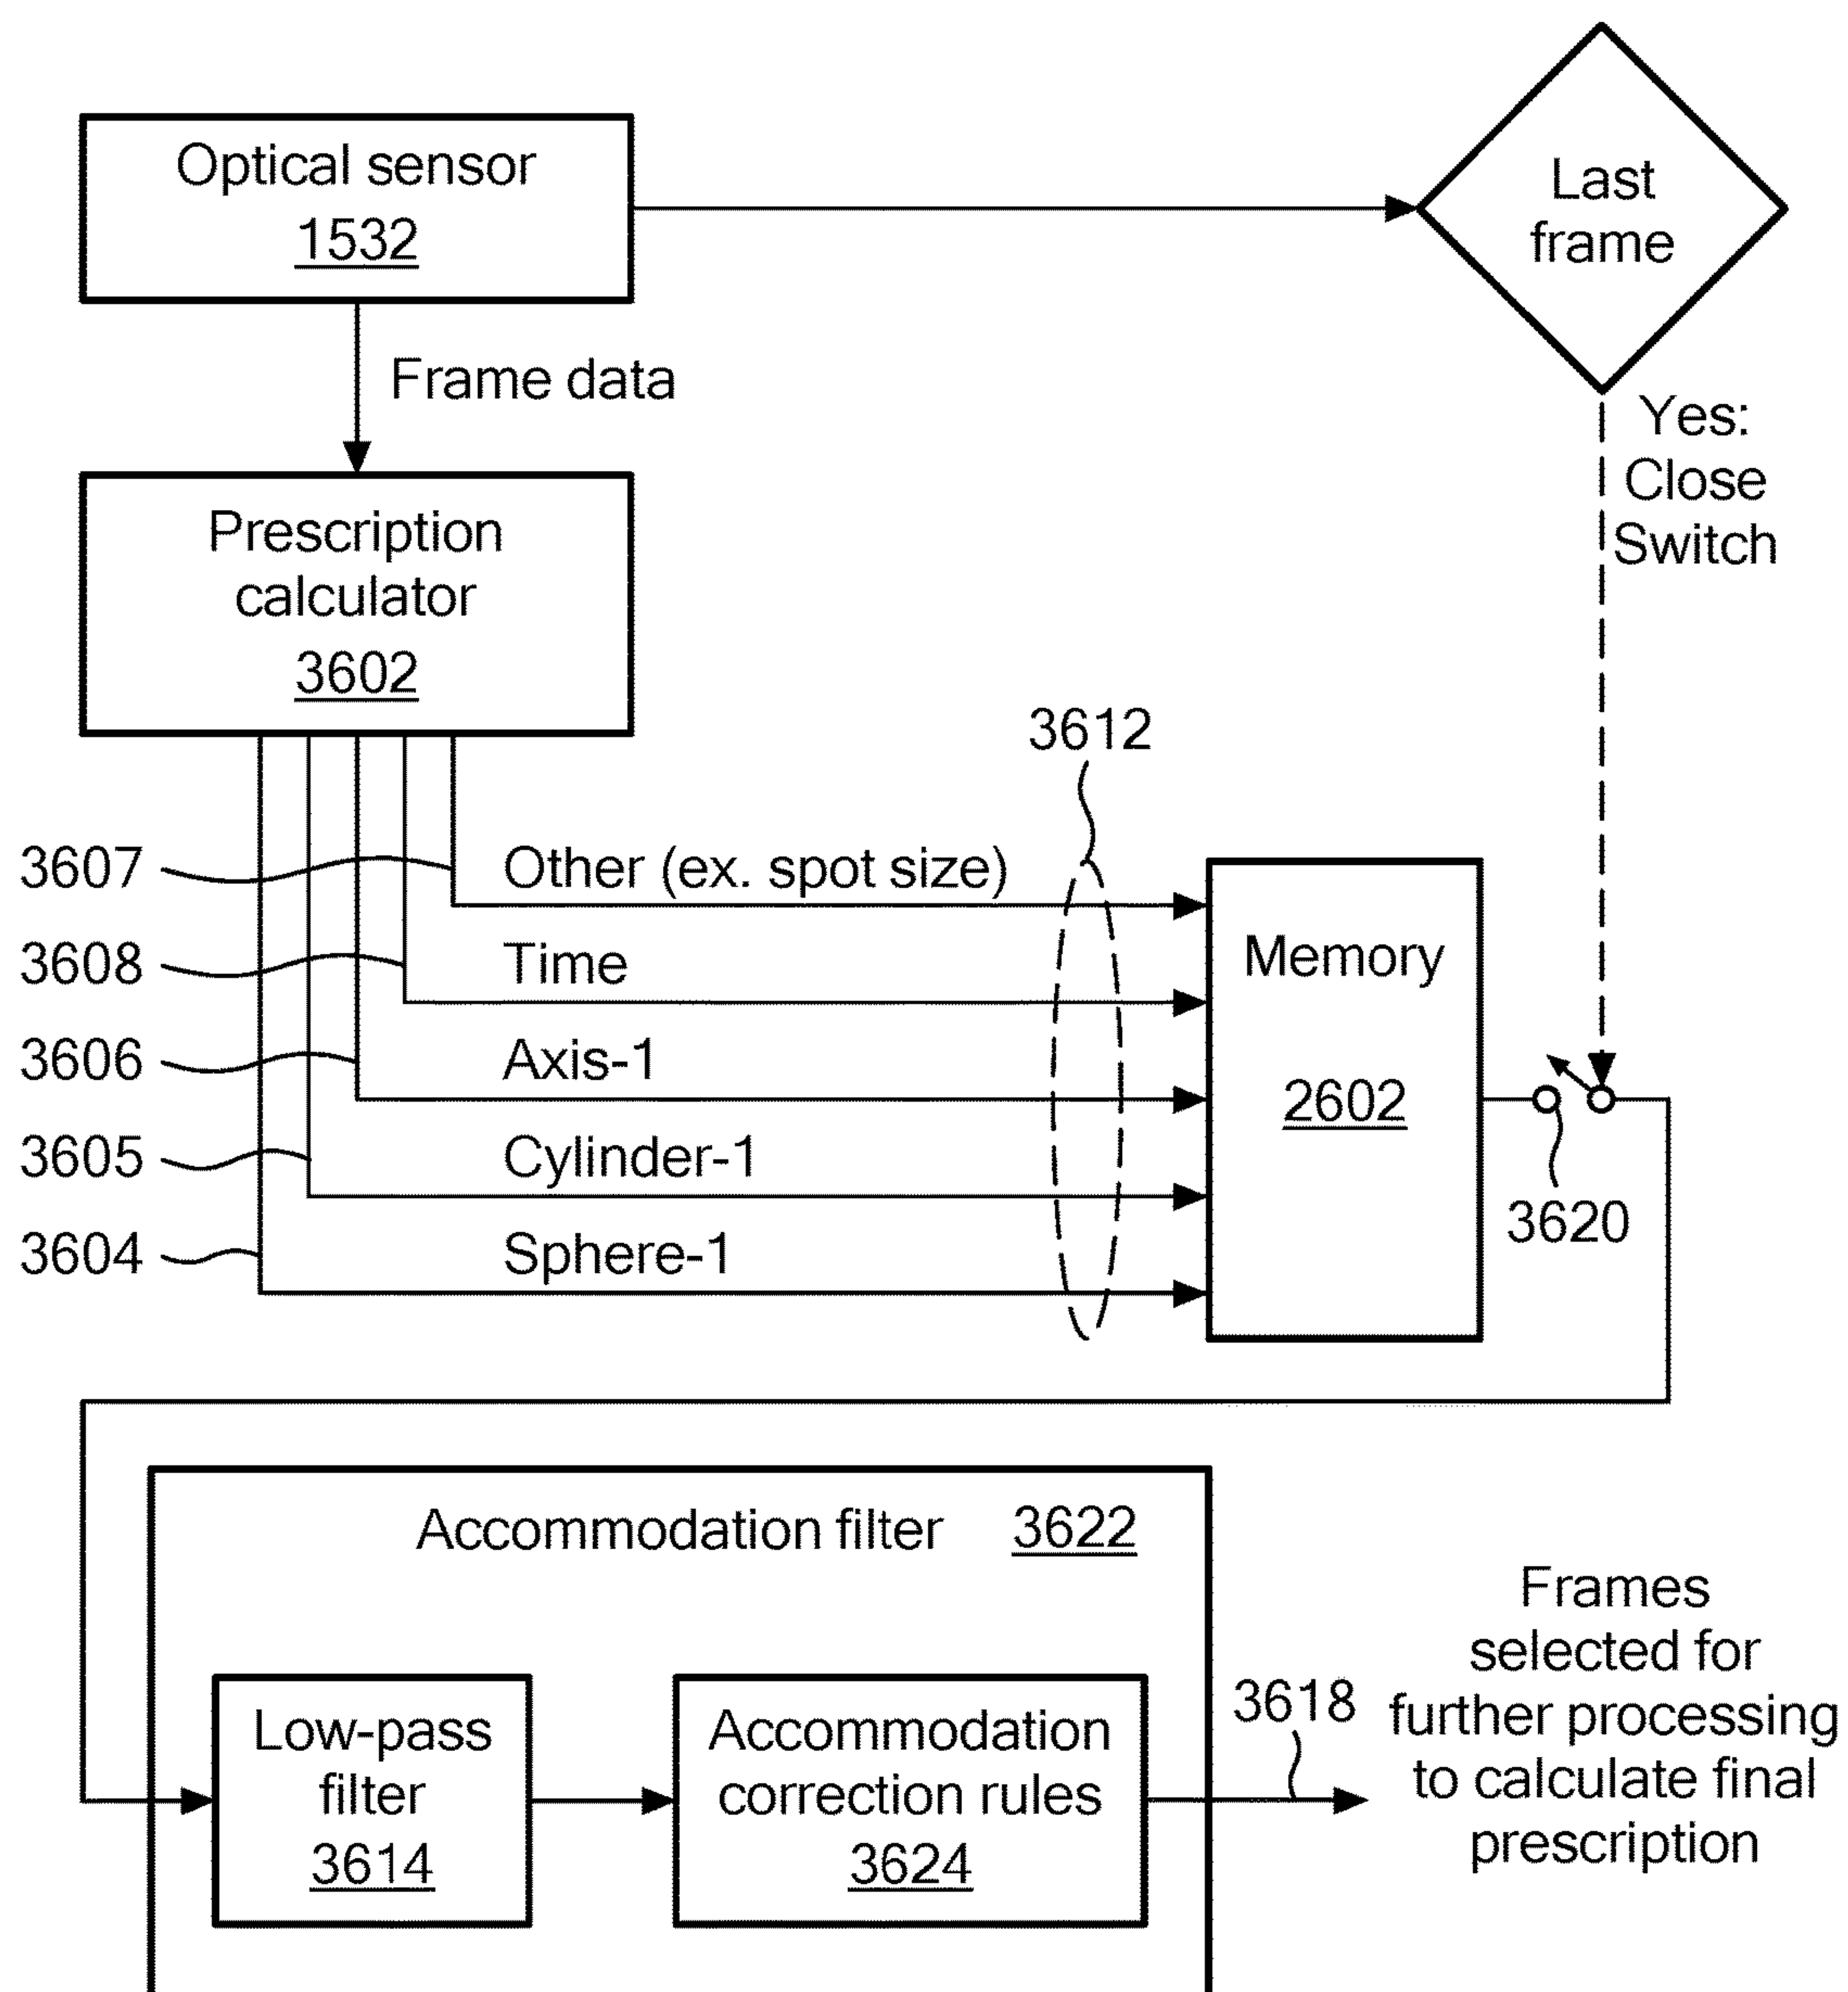 Optical sensor
1532
Last
frame
Frame data
Yes:
Close
Switch
Prescription
calculator
3602
3612
3607
Other (ex. spot size)
3608
Time
Memory
3606
Axis-1
2602
3605
Cylinder-1
3620
3604
Sphere-1
Accommodation filter 3622
Frames
selected for
further processing
to calculate final
prescription
3618
Low-pass
filter
3614
Accommodation
correction rules
3624